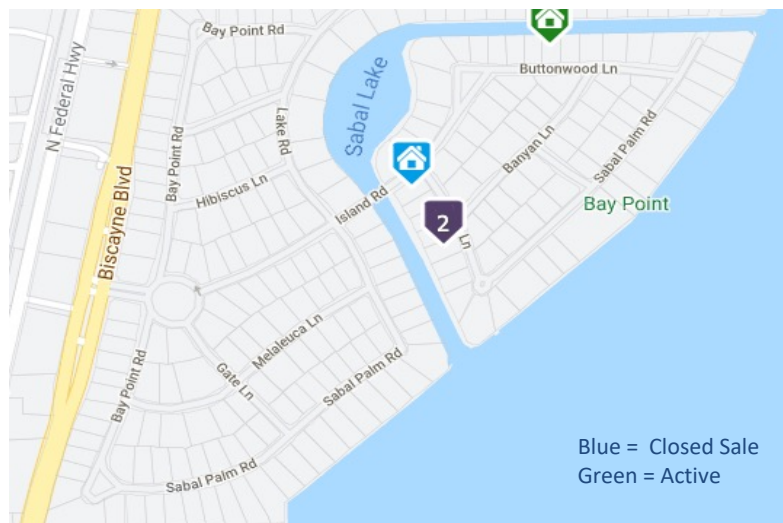 Bay Point Rd
N Federal Hwy
Sabal Lake
Buttonwood Ln
Lake Rd
Bay Point Rd
Banyan Ln
Sabal Palm Rd
Hibiscus Ln
Island Rd
Bay Point
2
Ln
Biscayne Blvd
Melaleuca Ln
Gate Ln
Bay Point Rd
Sabal Palm Rd
Sabal Palm Rd
Blue = Closed Sale
Green = Active